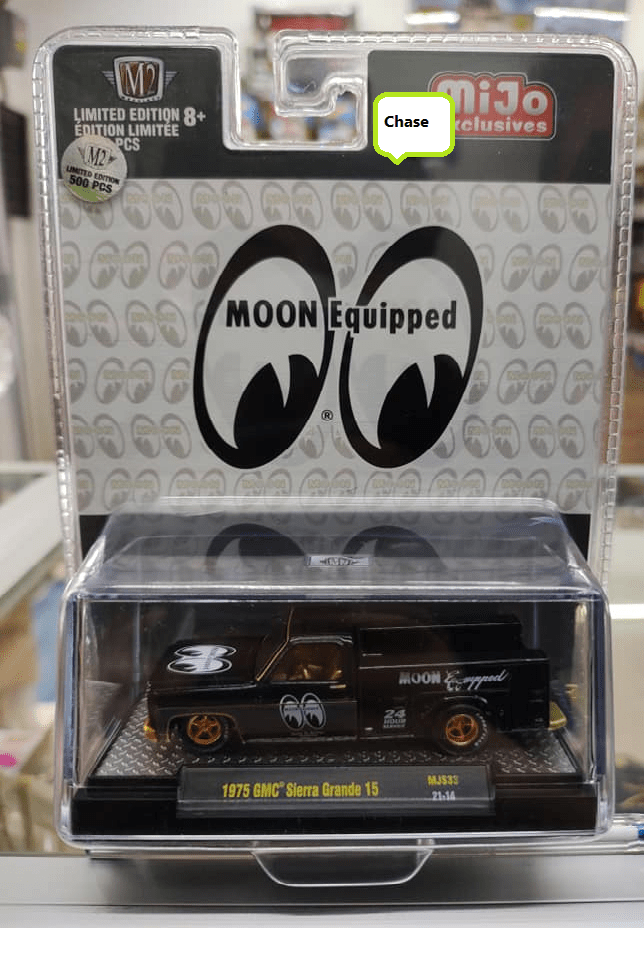 M2
LIMITED EDITION 8+
ÉDITION LIMITÉE
PCS
M2
LIMITED EDITION
500 PCS
Chase
MiJo
xclusives
MOON Equipped
®
MOON Equipped
24
HOUR
SERVICE
1975 GMC® Sierra Grande 15
MJS33
21-14